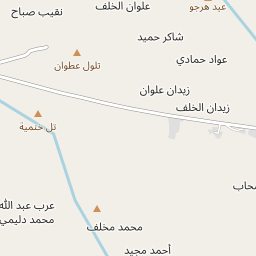 علوان الخلف
عبد هرجو
نقيب صباح
شاكر حميد
عواد حمادي
تلول عطوان
زيدان علوان
زيدان الخلف
تل ختمية
سحاب
عرب عبد الله
محمد دليمي
محمد مخلف
أحمد مجيد